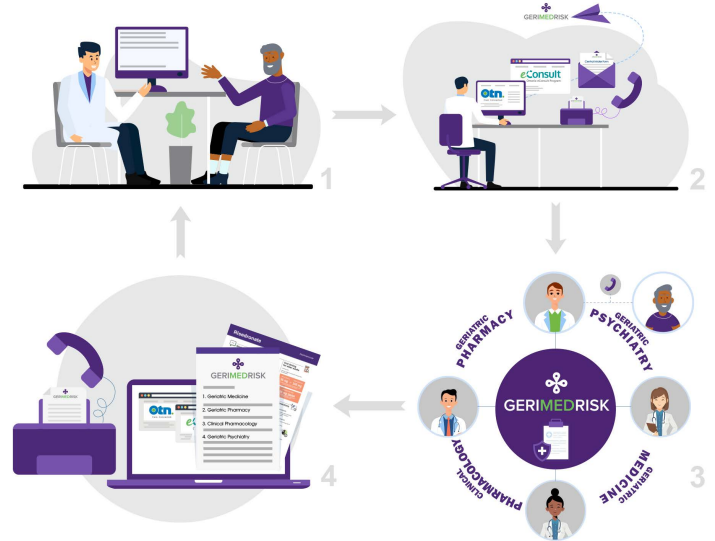 1
GERIMEDRISK
eConsult
Otn.
2
GERIATRIC
PHARMACY
GERIATRIC
PSYCHIATRY
GERIMEDRISK
CLINICAL
PHARMACOLOGY
GERIATRIC
MEDICINE
3
Risedronate
GERIMEDRISK
GERIMEDRISK
1. Geriatric Medicine
2. Geriatric Pharmacy
3. Clinical Pharmacology
4. Geriatric Psychiatry
Otn.
4